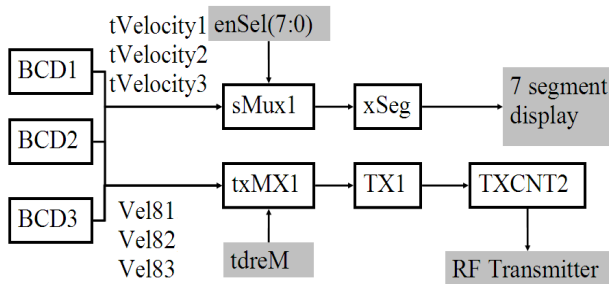 tVelocity1
enSel(7:0)
tVelocity2
BCD1
tVelocity3
7 segment
display
sMux1
xSeg
BCD2
txMX1
TX1
TXCNT2
BCD3
Vel81
Vel82
Vel83
tdreM
RF Transmitter